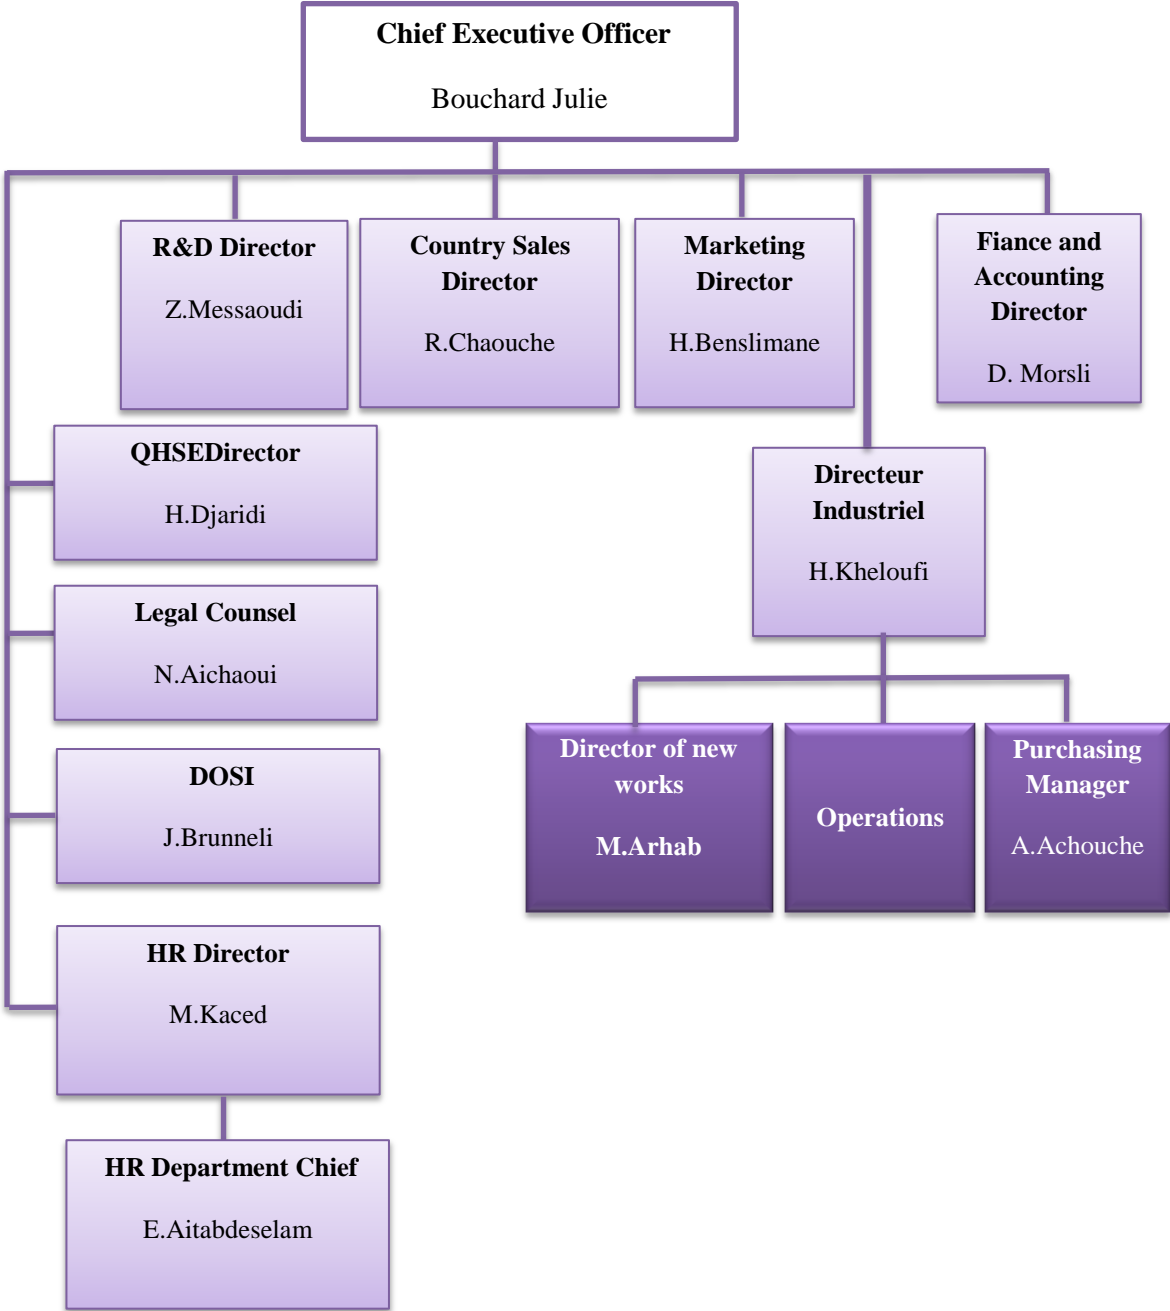 Chief Executive Officer
Bouchard Julie
R&D Director
Z.Messaoudi
Country Sales
Director
R.Chaouche
Marketing
Director
H.Benslimane
Fiance and
Accounting
Director
D. Morsli
QHSEDirector
H.Djaridi
Directeur
Industriel
H.Kheloufi
Legal Counsel
N.Aichaoui
Director of new
works
M.Arhab
Operations
Purchasing
Manager
A.Achouche
DOSI
J.Brunneli
HR Director
M.Kaced
HR Department Chief
E.Aitabdeselam